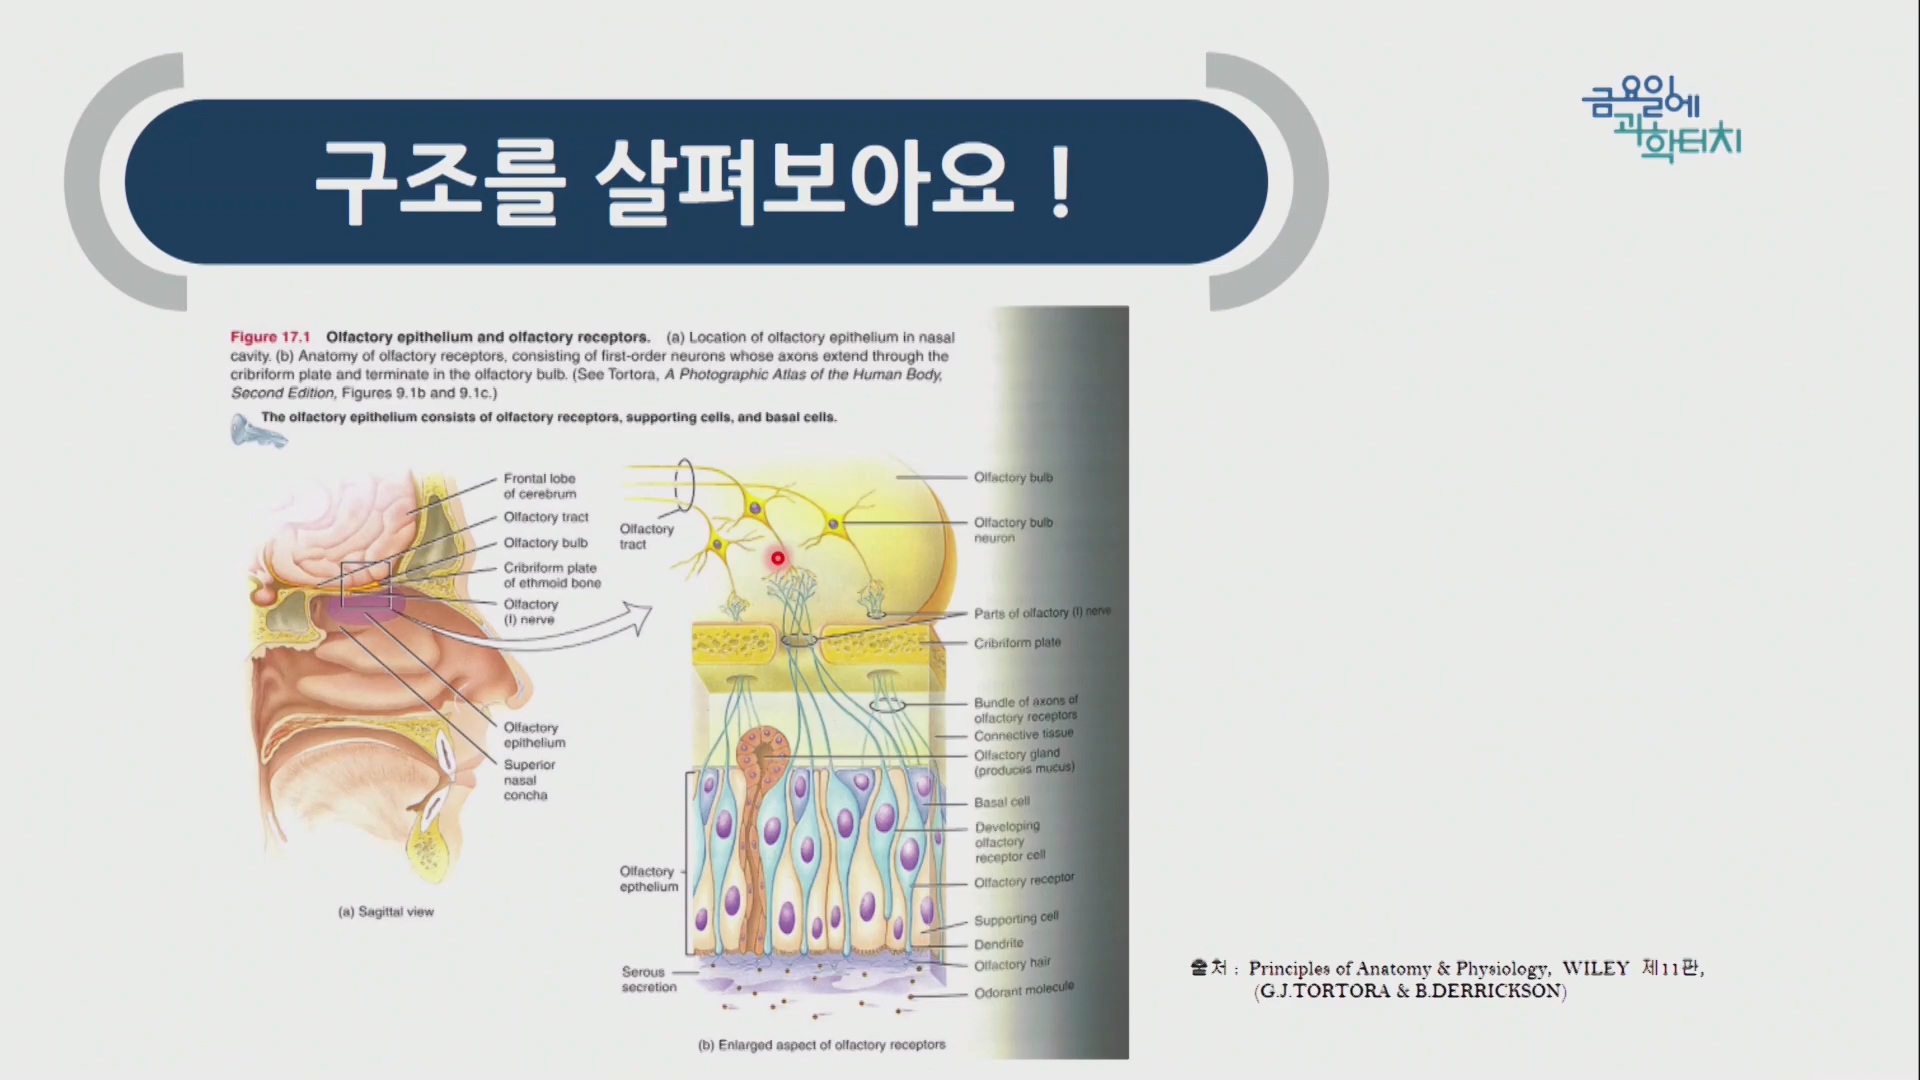 구조를 살펴보아요 !
금요일에
과학터치
Figure 17.1 Olfactory epithelium and olfactory receptors. (a) Location of olfactory epithelium in nasal
cavity. (b) Anatomy of olfactory receptors, consisting of first-order neurons whose axons extend through the
cribriform plate and terminate in the olfactory bulb. (See Tortora, A Photographic Atlas of the Human Body,
Second Edition, Figures 9.1b and 9.1c.)
The olfactory epithelium consists of olfactory receptors, supporting cells, and basal cells.
Frontal lobe
of cerebrum
Olfactory tract
Olfactory bulb
Cribriform plate
of ethmoid bone
Olfactory
(I) nerve
Olfactory
epithelium
Superior
nasal
concha
(a) Sagittal view
Olfactory
tract
Olfactory
epthelium
Serous
secretion
Olfactory bulb
Olfactory bulb
neuron
Parts of olfactory (I) nerve
Cribriform plate
Bundle of axons of
olfactory receptors
Connective tissue
Olfactory gland
(produces mucus)
Basal cell
Developing
olfactory
receptor cell
Olfactory receptor
Supporting cell
Dendrite
Olfactory hair
Odorant molecule
(b) Enlarged aspect of olfactory receptors
출처 : Principles of Anatomy & Physiology, WILEY 제11판,
(G.J.TORTORA & B.DERRICKSON)